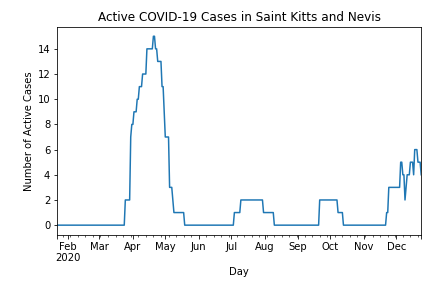 Active COVID-19 Cases in Saint Kitts and Nevis
Number of Active Cases
14
12
10
8
6
4
2
0
Feb Mar Apr May Jun Jul Aug Sep Oct Nov Dec
2020
Day